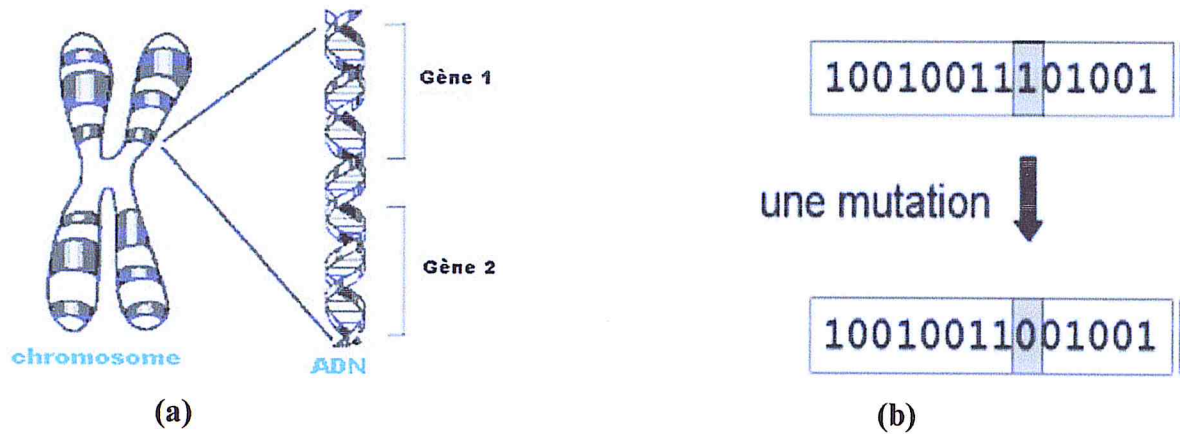 Gène 1
Gène 2
chromosome
ADN
(a)
10010011101001
une mutation
10010011001001
(b)